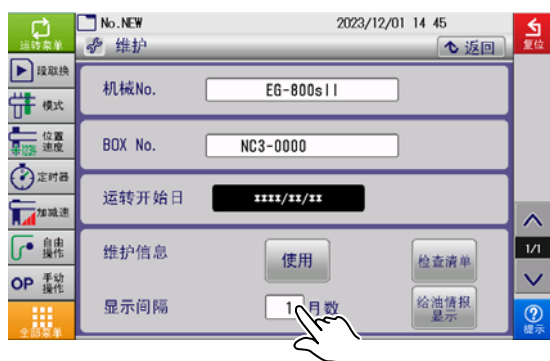 No.NEW
2023/12/01 14 45
运转菜单
维护
返回
复位
段取换
机械No.
EG-800sII
模式
位置
速度
BOX No.
NC3-0000
定时器
运转开始日
****/**/**
加减速
自由
操作
维护信息
使用
检查清单
1/1
OP
手动
操作
显示间隔
1
月数
给油情报
显示
全部菜单
提示